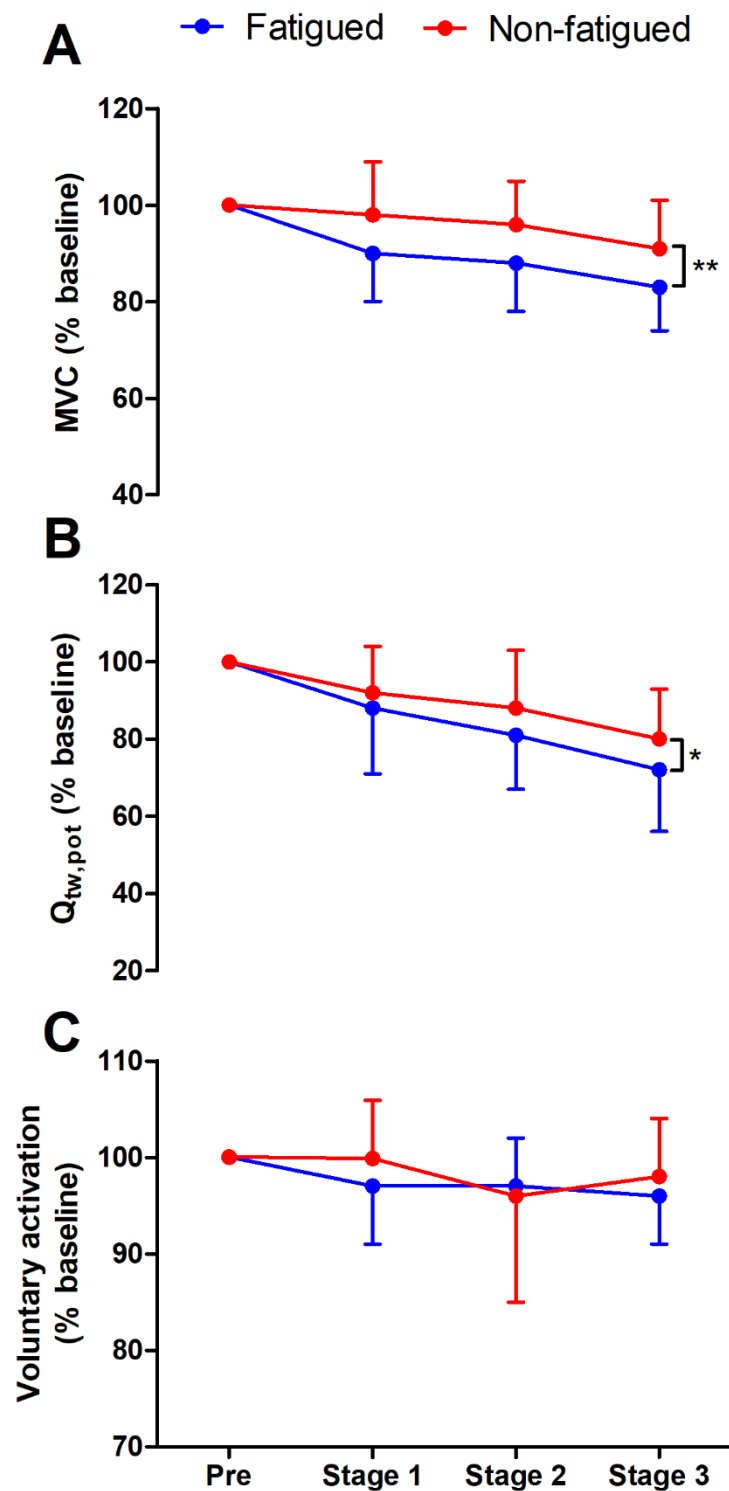 Fatigued Non-fatigued
A
120
100
80
60
40
MVC (% baseline)
**
B
120
100
80
60
40
20
Qtw,pot (% baseline)
*
C
110
100
90
80
70
Voluntary activation
(% baseline)
Pre Stage 1 Stage 2 Stage 3